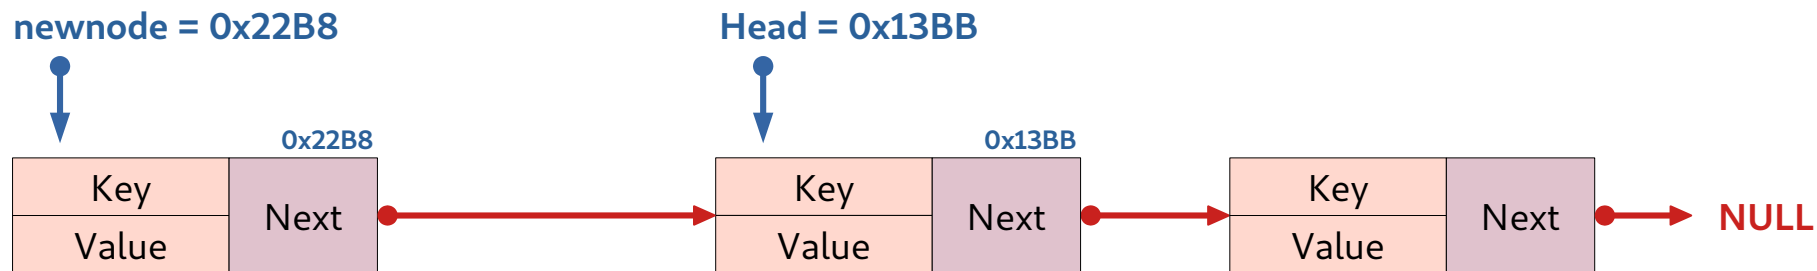 newnode = 0x22B8
Head = 0x13BB
0x22B8
0x13BB
Key
Value
Next
Key
Value
Next
Key
Value
Next
NULL